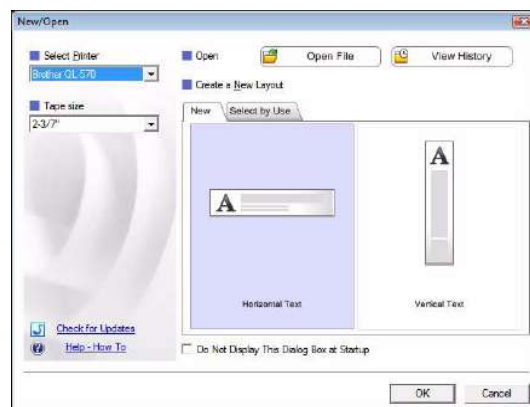 New/Open
Select Printer
Brother QL-570
Tape size
2-3/7"
Check for Updates
Help - How To
Open
Open File
View History
Create a New Layout
New
Select by Use
A
Horizontal Text
A
Vertical Text
Do Not Display This Dialog Box at Startup
OK
Cancel